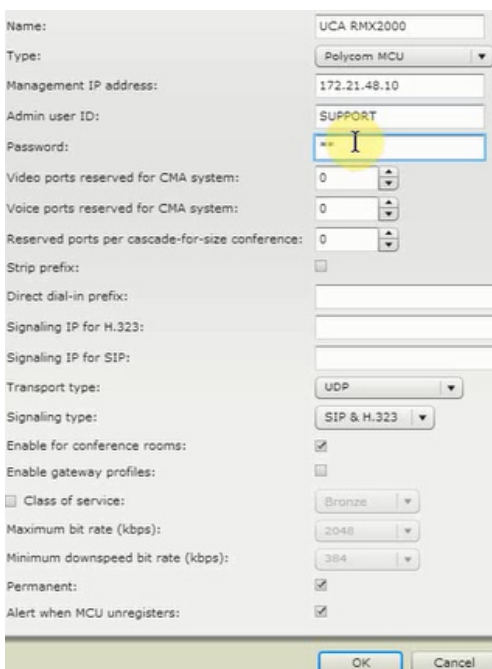 Name: UCA RMX2000
Type: Polycom MCU
Management IP address: 172.21.48.10
Admin user ID: SUPPORT
Password: **
Video ports reserved for CMA system: 0
Voice ports reserved for CMA system: 0
Reserved ports per cascade-for-size conference: 0
Strip prefix:
Direct dial-in prefix:
Signaling IP for H.323:
Signaling IP for SIP:
Transport type: UDP
Signaling type: SIP & H.323
Enable for conference rooms:
Enable gateway profiles:
Class of service: Bronze
Maximum bit rate (kbps): 2048
Minimum downspeed bit rate (kbps): 384
Permanent:
Alert when MCU unregisters:
OK Cancel